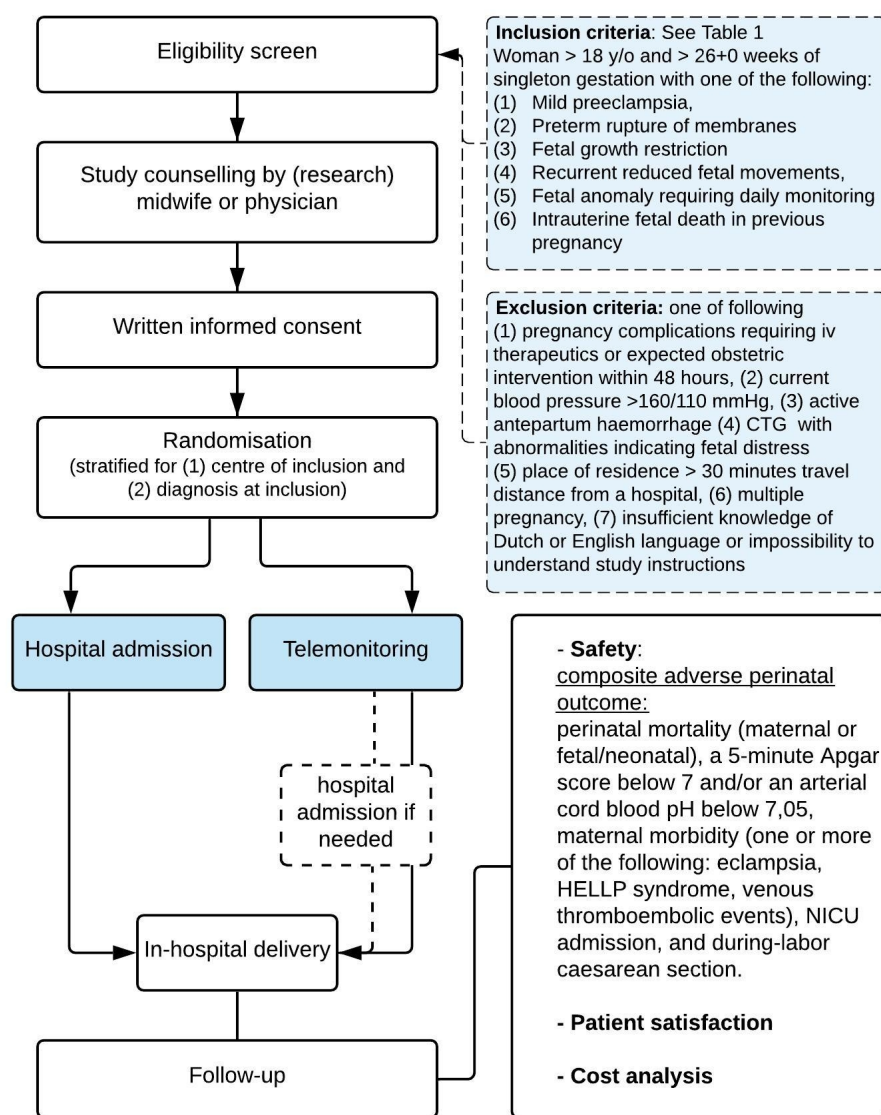 Eligibility screen
Study counselling by (research)
midwife or physician
Written informed consent
Randomisation
(stratified for (1) centre of inclusion and
(2) diagnosis at inclusion)
Hospital admission
Telemonitoring
hospital
admission if
needed
In-hospital delivery
Follow-up
Inclusion criteria: See Table 1
Woman > 18 y/o and > 26+0 weeks of
singleton gestation with one of the following:
(1) Mild preeclampsia,
(2) Preterm rupture of membranes
(3) Fetal growth restriction
(4) Recurrent reduced fetal movements,
(5) Fetal anomaly requiring daily monitoring
(6) Intrauterine fetal death in previous
pregnancy
Exclusion criteria: one of following
(1) pregnancy complications requiring iv
therapeutics or expected obstetric
intervention within 48 hours, (2) current
blood pressure >160/110 mmHg, (3) active
antepartum haemorrhage (4) CTG with
abnormalities indicating fetal distress
(5) place of residence > 30 minutes travel
distance from a hospital, (6) multiple
pregnancy, (7) insufficient knowledge of
Dutch or English language or impossibility to
understand study instructions
- Safety:
composite adverse perinatal
outcome:
perinatal mortality (maternal or
fetal/neonatal), a 5-minute Apgar
score below 7 and/or an arterial
cord blood pH below 7,05,
maternal morbidity (one or more
of the following: eclampsia,
HELLP syndrome, venous
thromboembolic events), NICU
admission, and during-labor
caesarean section.
- Patient satisfaction
- Cost analysis